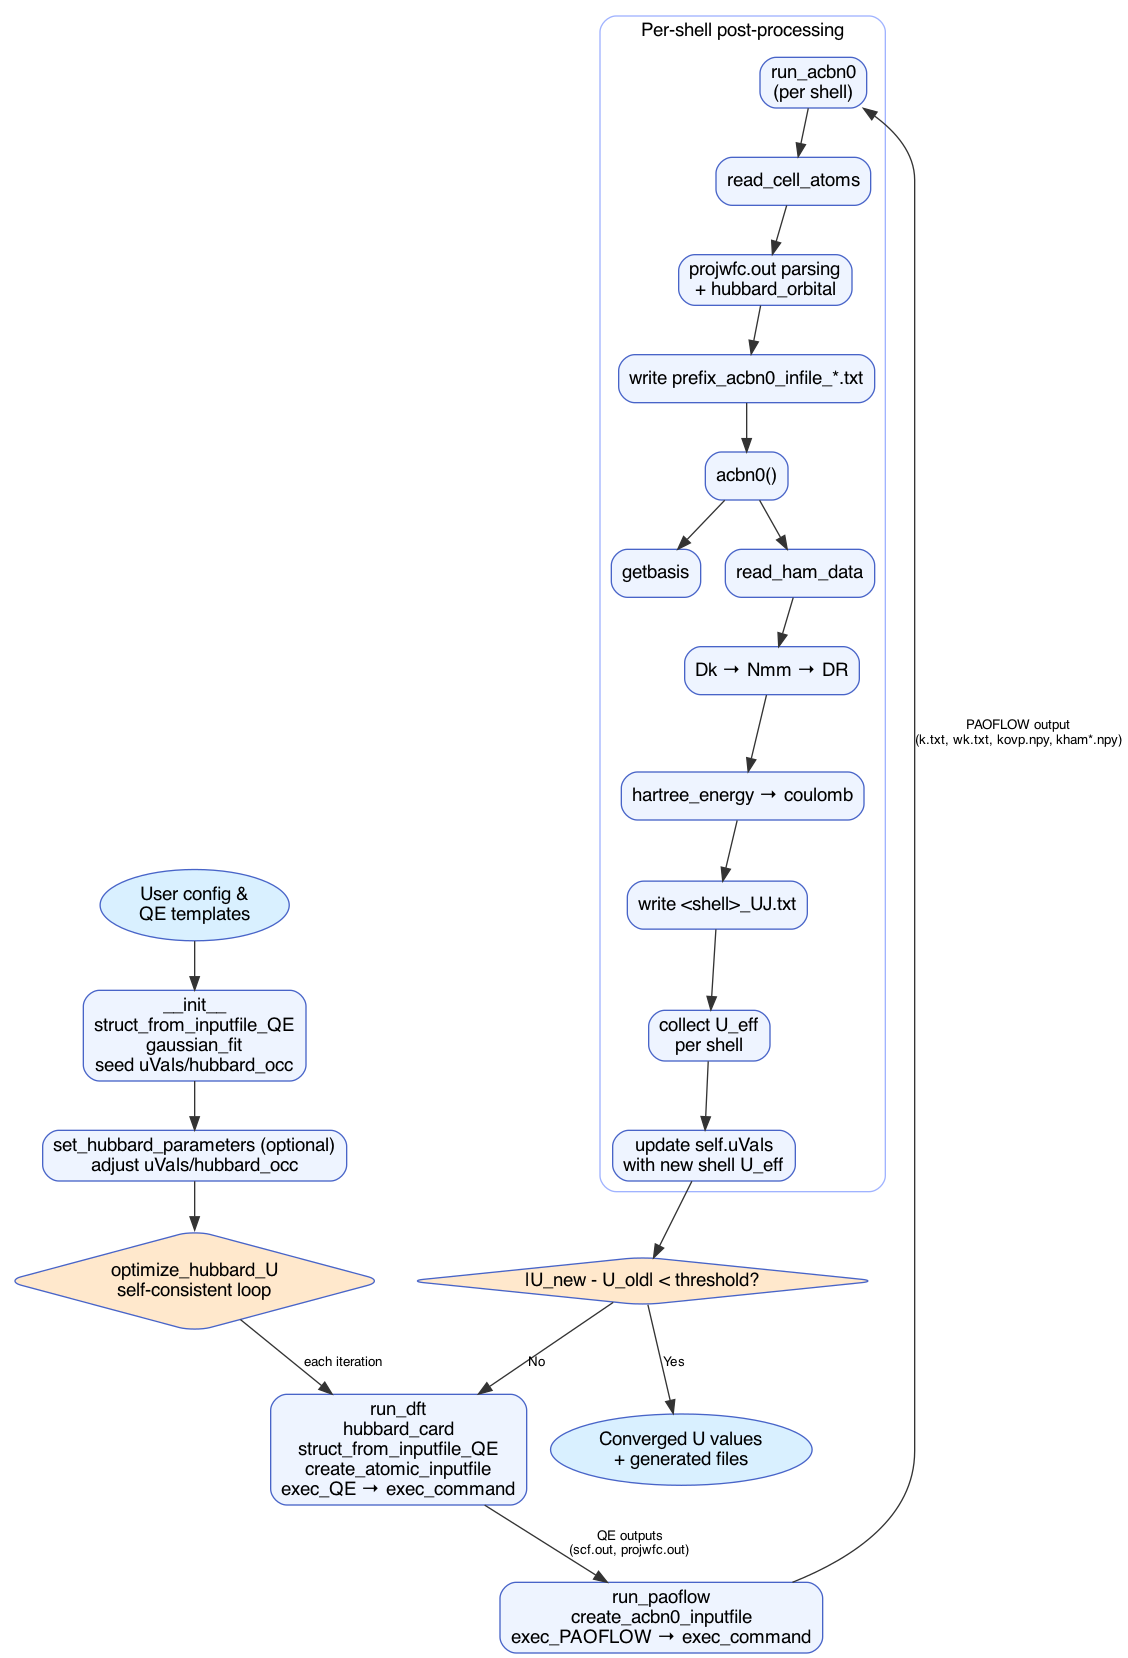 Per-shell post-processing
run_acbn0
(per shell)
read_cell_atoms
projwfc.out parsing
+ hubbard_orbital
write prefix_acbn0_infile_*.txt
acbn0()
getbasis
read_ham_data
Dk → Nmm → DR
PAOFLOW output
(k.txt, wk.txt, kovp.npy, kham*.npy)
hartree_energy → coulomb
write <shell>_UJ.txt
collect U_eff
per shell
update self.uVals
with new shell U_eff
User config &
QE templates
__init__
struct_from_inputfile_QE
gaussian_fit
seed uVals/hubbard_occ
set_hubbard_parameters (optional)
adjust uVals/hubbard_occ
optimize_hubbard_U
self-consistent loop
|U_new - U_old| < threshold?
each iteration
No
Yes
run_dft
hubbard_card
struct_from_inputfile_QE
create_atomic_inputfile
exec_QE → exec_command
Converged U values
+ generated files
QE outputs
(scf.out, projwfc.out)
run_paoflow
create_acbn0_inputfile
exec_PAOFLOW → exec_command